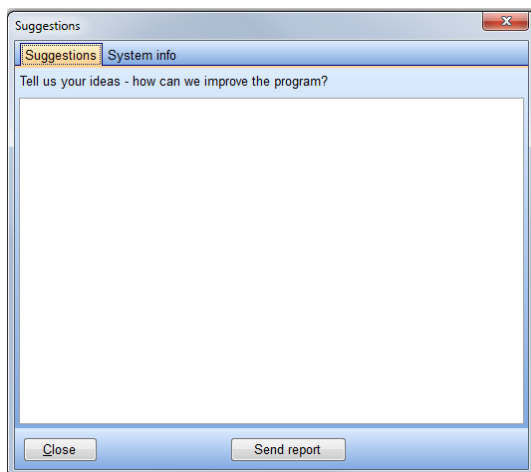 Suggestions
Suggestions System info
Tell us your ideas - how can we improve the program?
Close Send report